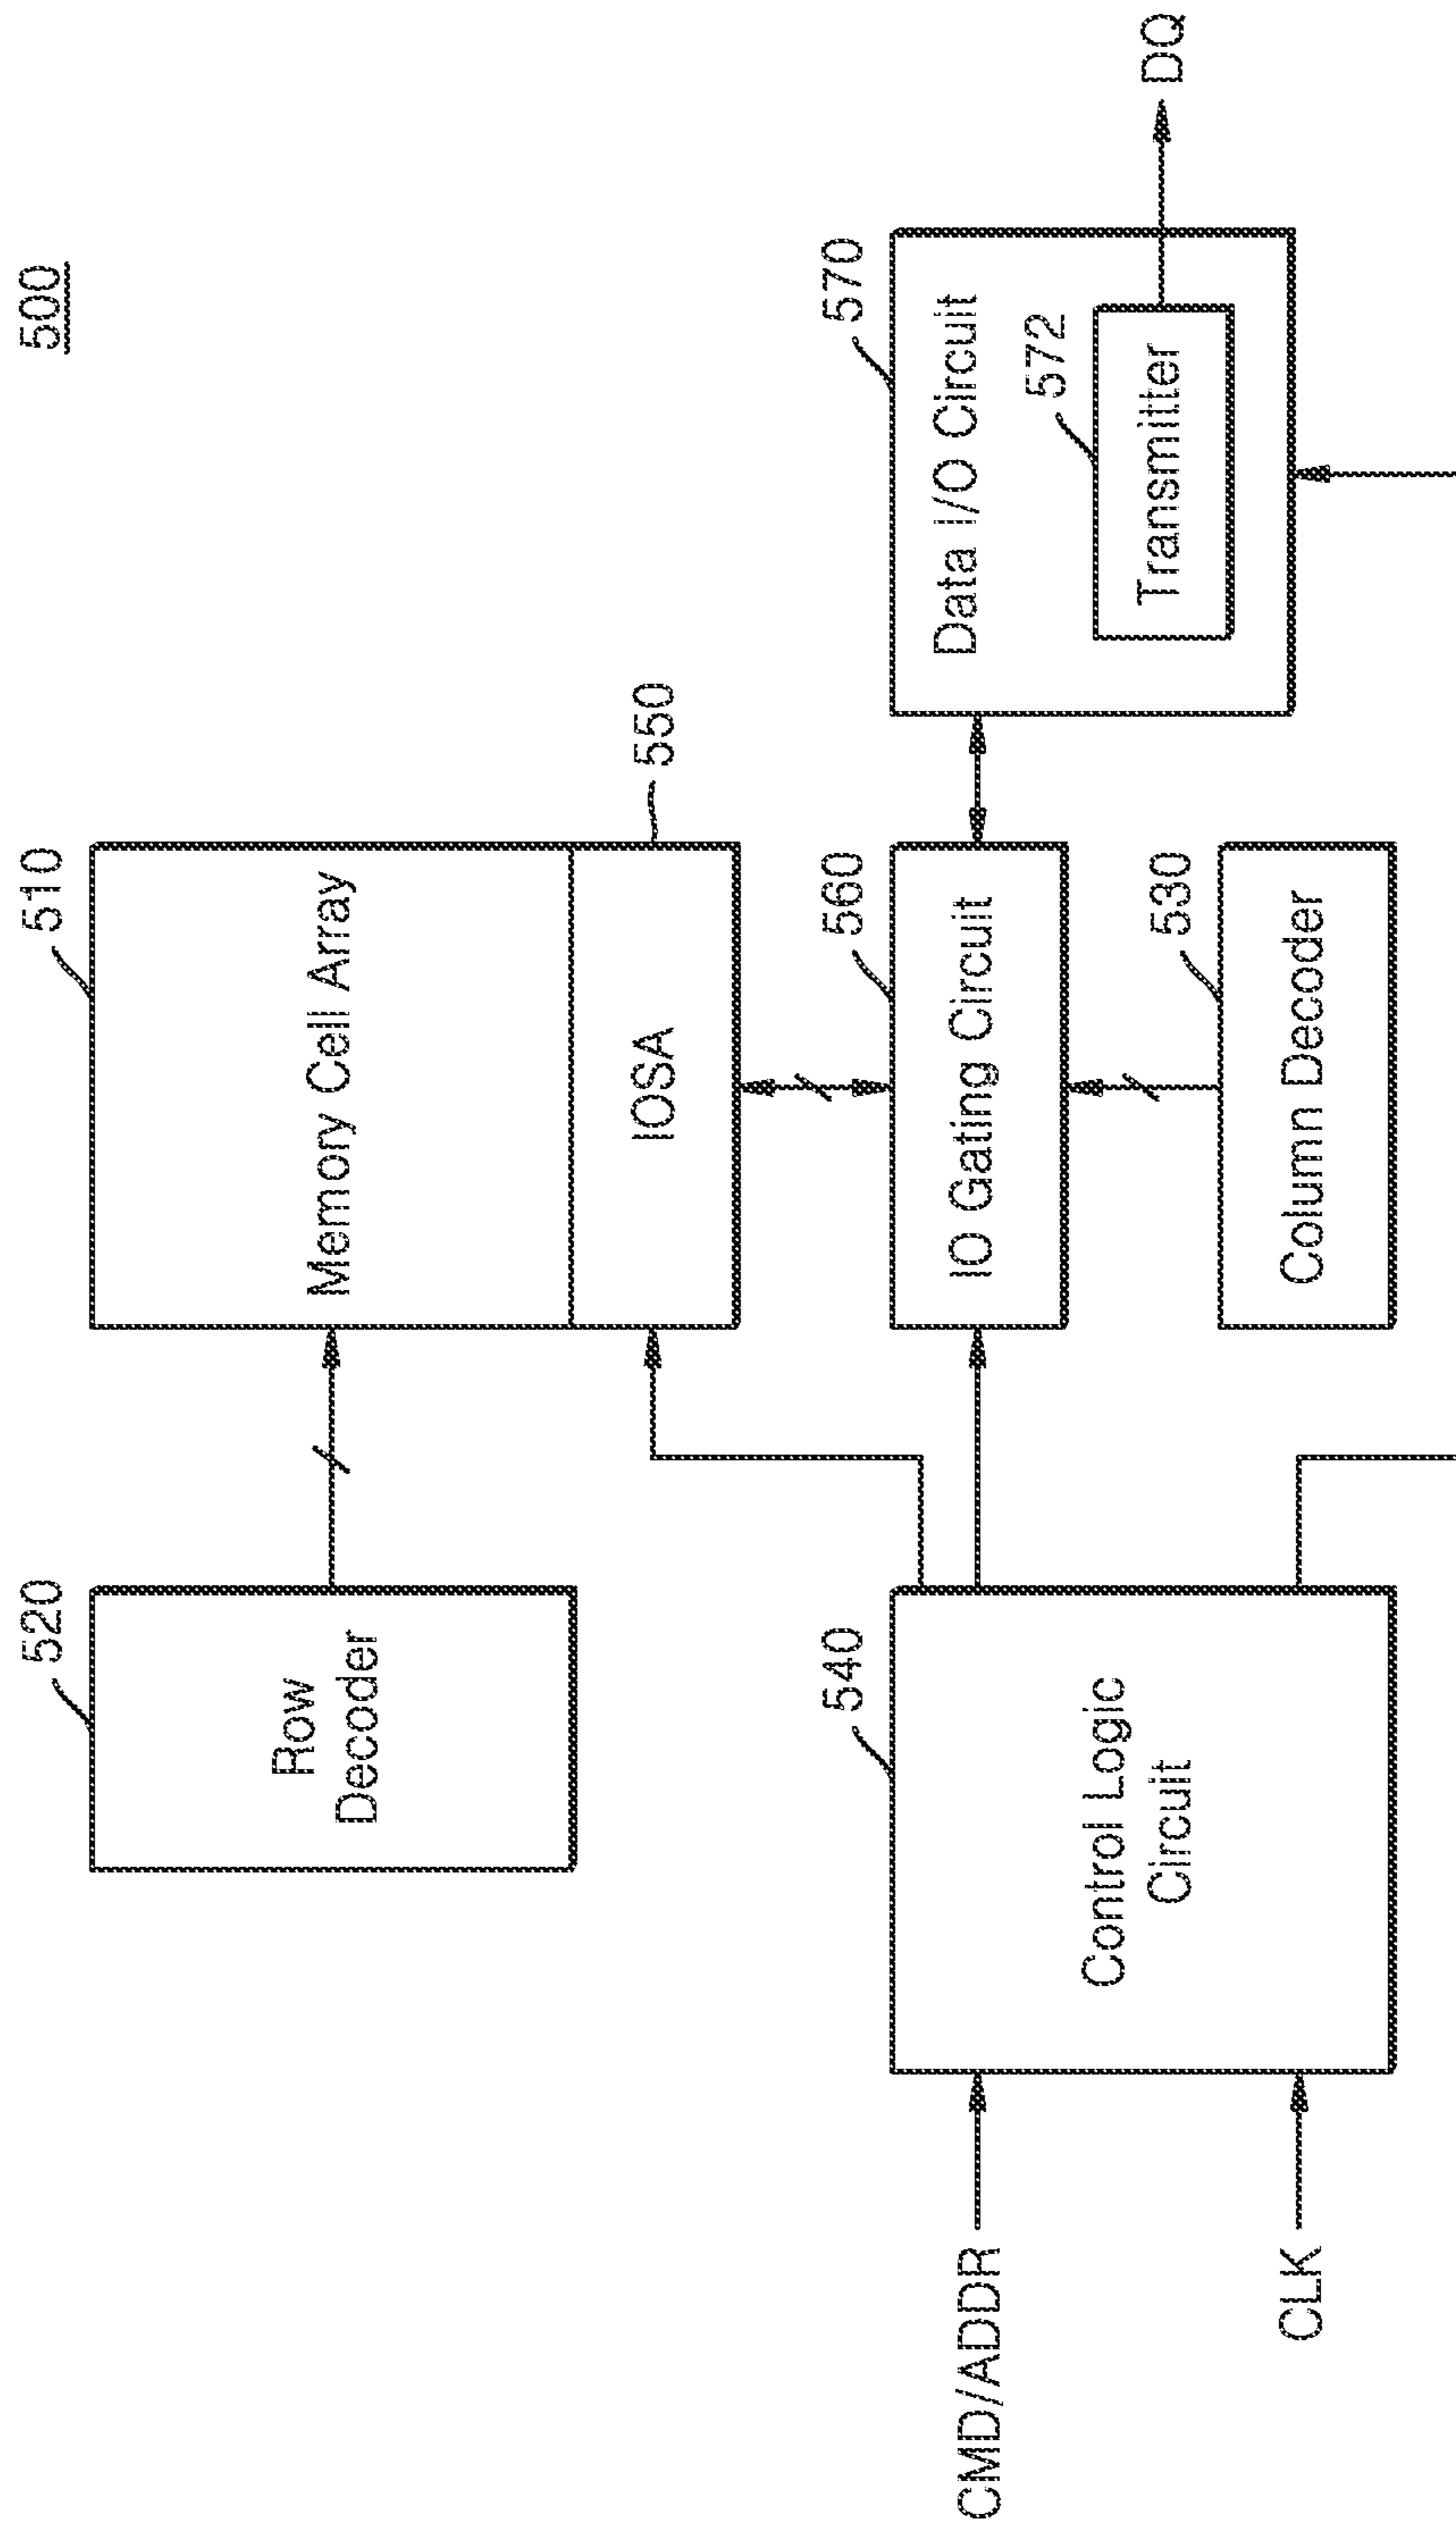 500
510
520
Memory Cell Array
Row
Decoder
550
IOSA
540
560
570
CMD/ADDR
Control Logic
Circuit
IO Gating Circuit
Data I/O Circuit
572
Transmitter
DQ
530
CLK
Column Decoder